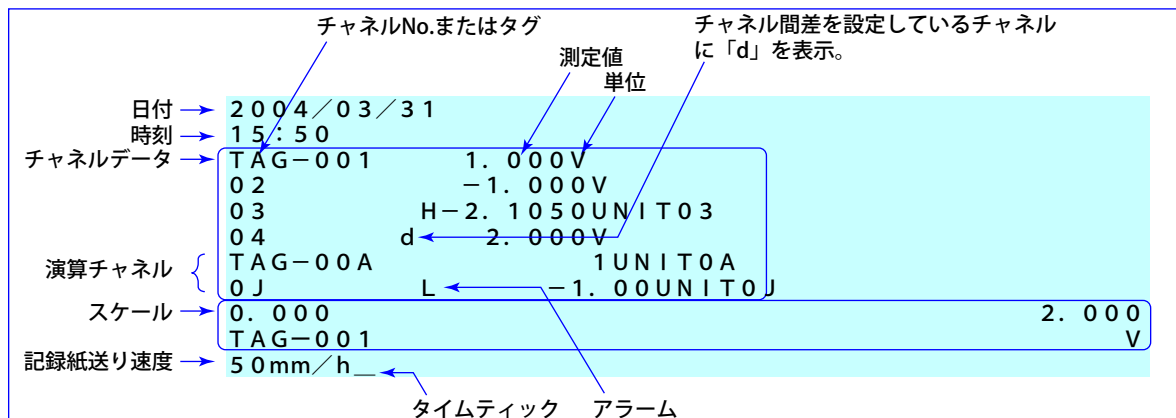 チャネルNo.またはタグ
チャネル間差を設定しているチャネル
に「d」を表示。
測定値
単位
日付 2004/03/31
時刻 15:50
チャネルデータ TAG-001 1.000V
02 -1.000V
03 H-2.1050UNIT03
04 d 2.000V
演算チャネル TAG-00A 1UNIT0A
0J L -1.00UNIT0J
スケール 0.000 2.000
TAG-001 V
記録紙送り速度 50mm/h_
タイムティック アラーム